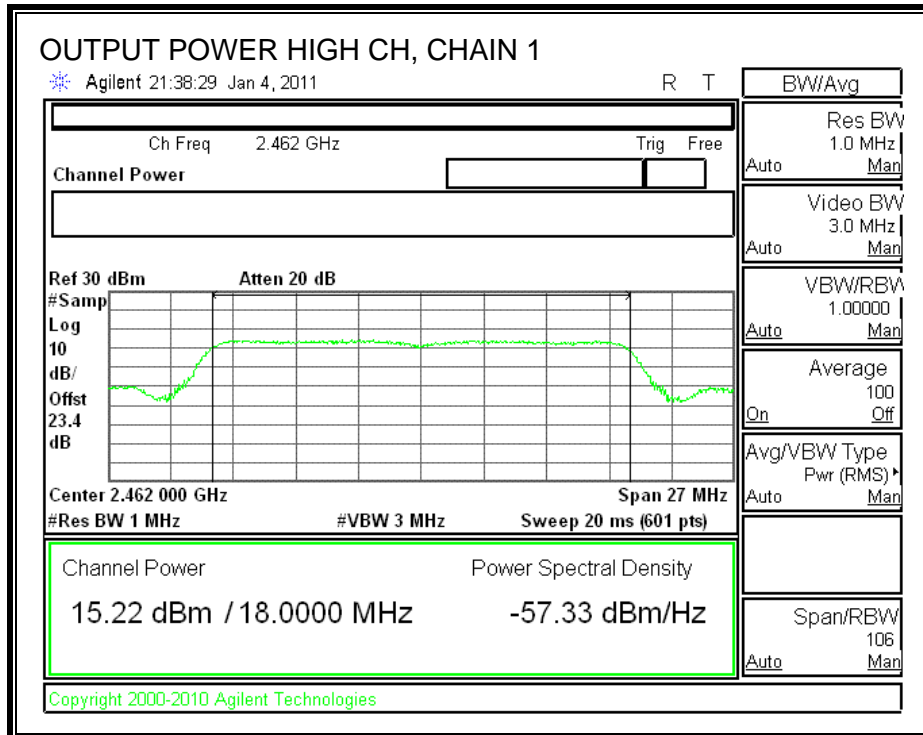 OUTPUT POWER HIGH CH, CHAIN 1
Agilent 21:38:29 Jan 4, 2011 R T
Ch Freq 2.462 GHz Trig Free
Channel Power
Ref 30 dBm Atten 20 dB
#Samp
Log
10
dB/
Offst
23.4
dB
Center 2.462 000 GHz Span 27 MHz
#Res BW 1 MHz #VBW 3 MHz Sweep 20 ms (601 pts)
Channel Power Power Spectral Density
15.22 dBm / 18.0000 MHz -57.33 dBm/Hz
Copyright 2000-2010 Agilent Technologies
BW/Avg
Res BW
1.0 MHz
Auto Man
Video BW
3.0 MHz
Auto Man
VBW/RBW
1.00000
Auto Man
Average
100
On Off
Avg/VBW Type
Pwr (RMS)
Auto Man
Span/RBW
106
Auto Man